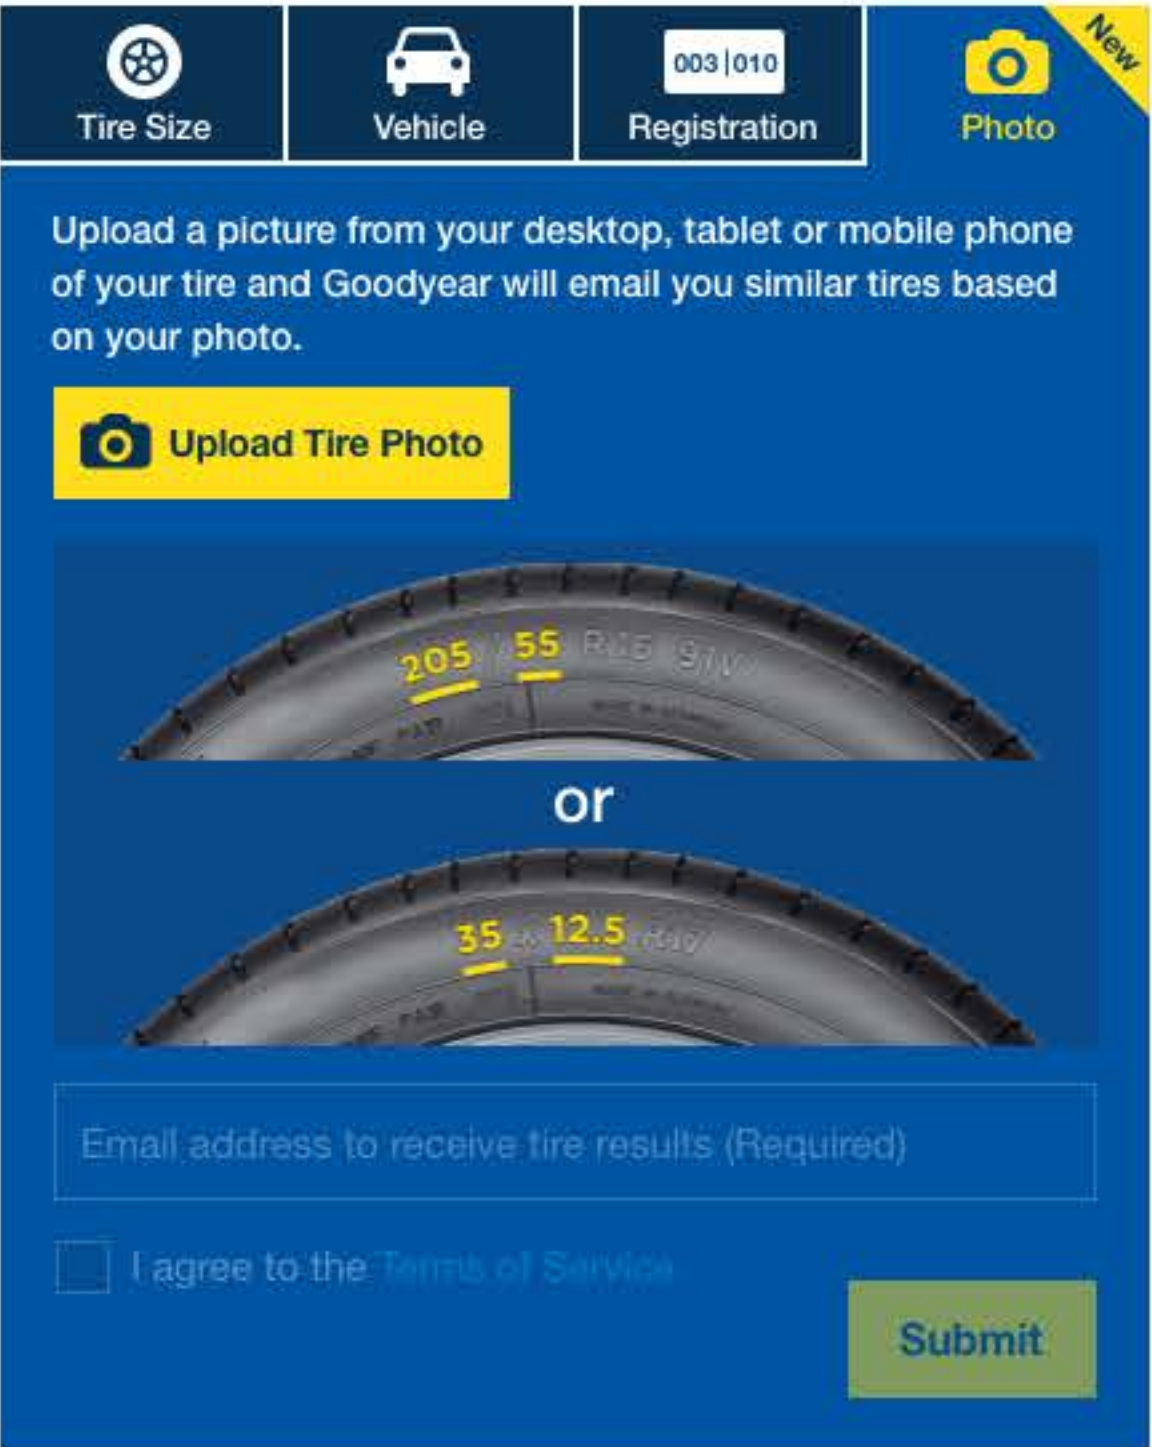 Tire Size
Vehicle
003|010
Registration
Photo
New
Upload a picture from your desktop, tablet or mobile phone
of your tire and Goodyear will email you similar tires based
on your photo.
Upload Tire Photo
205 / 55 91V
or
35 x 12.5 R17
Email address to receive tire results (Required)
I agree to the Terms of Service
Submit